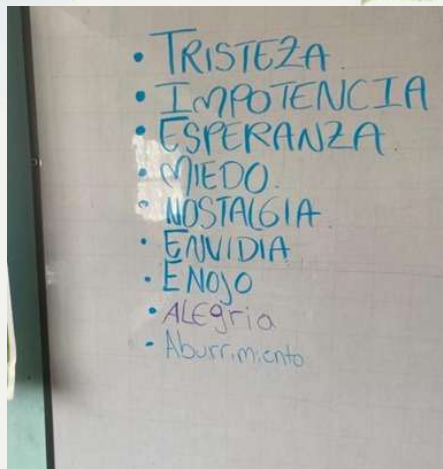 • TRISTEZA.
• IMPOTENCIA
• ESPERANZA.
• MIEDO.
• NOSTALGIA
• ENVIDIA
• ENOJO
• ALEgria
• Aburrimiento